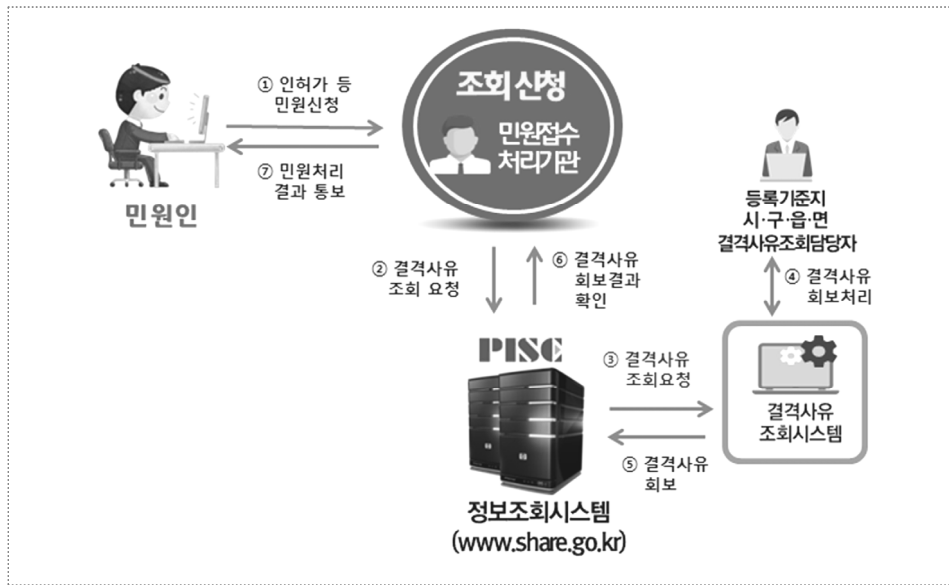 ① 인허가 등
민원신청
조회 신청
민원접수
처리기관
⑦ 민원처리
결과 통보
민원인
등록기준지
시·구·읍·면
결격사유조회담당자
② 결격사유
조회 요청
⑥ 결격사유
회보결과
확인
④ 결격사유
회보처리
PISC
③ 결격사유
조회요청
결격사유
조회시스템
⑤ 결격사유
회보
정보조회시스템
(www.share.go.kr)